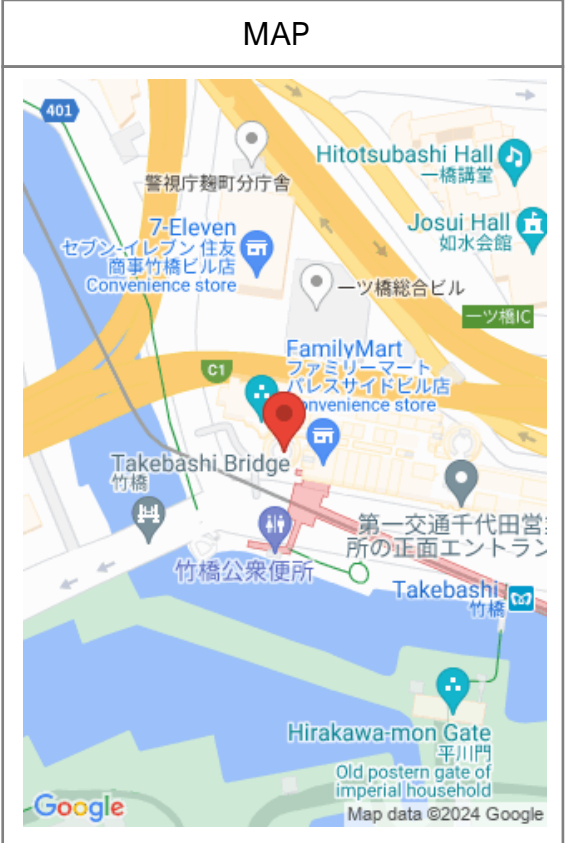 MAP
401
Hitotsubashi Hall
一橋講堂
警視庁麹町分庁舎
Josui Hall
如水会館
7-Eleven
セブン-イレブン 住友
商事竹橋ビル店
Convenience store
一ツ橋総合ビル
一ツ橋IC
FamilyMart
ファミリーマート
パレスサイドビル店
onvenience store
C1
Takebashi Bridge
竹橋
第一交通千代田営
所の正面エントラン
竹橋公衆便所
Takebashi
竹橋
Hirakawa-mon Gate
平川門
Old postern gate of
imperial household
Google
Map data ©2024 Google